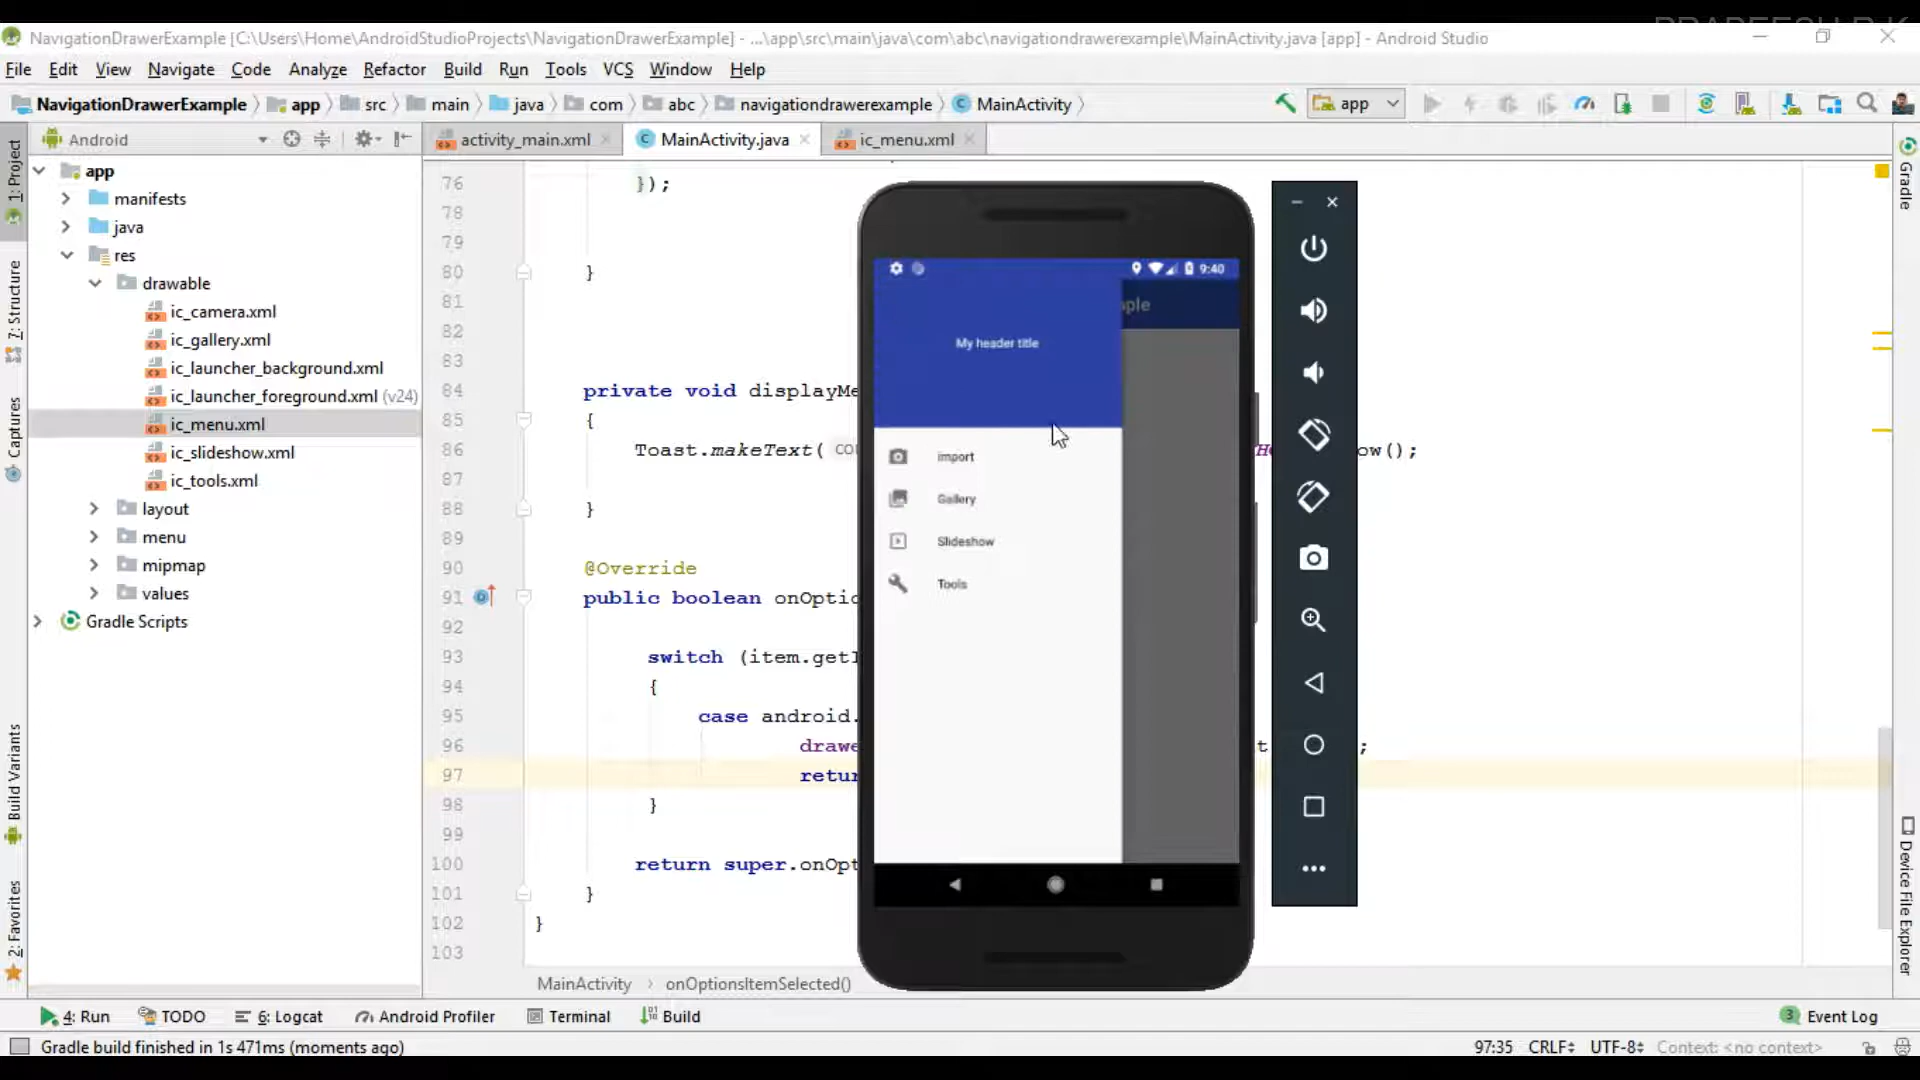 NavigationDrawerExample [C:\Users\Home\AndroidStudioProjects\NavigationDrawerExample] - ...\app\src\main\java\com\abc\navigationdrawerexample\MainActivity.java [app] - Android Studio
File Edit View Navigate Code Analyze Refactor Build Run Tools VCS Window Help
NavigationDrawerExample app src main java com abc navigationdrawerexample MainActivity app
Android activity_main.xml MainActivity.java ic_menu.xml
1: Project
7: Structure
Captures
Build Variants
2: Favorites
app
manifests
java
res
drawable
ic_camera.xml
ic_gallery.xml
ic_launcher_background.xml
ic_launcher_foreground.xml (v24)
ic_menu.xml
ic_slideshow.xml
ic_tools.xml
layout
menu
mipmap
values
Gradle Scripts
76 });
78
79
80 }
81
82
83
84 private void displayMe
85 {
86 Toast.makeText( ow();
87
88 }
89
90 @Override
91 public boolean onOptio
92
93 switch (item.getI
94 {
95 case android.
96 drawe t ;
97 retur
98 }
99
100 return super.onOpt
101 }
102 }
103
9:40
ple
My header title
import
Gallery
Slideshow
Tools
Gradle
Device File Explorer
MainActivity onOptionsItemSelected()
4: Run TODO 6: Logcat Android Profiler Terminal Build 3 Event Log
Gradle build finished in 1s 471ms (moments ago) 97:35 CRLF UTF-8 Context: <no context>